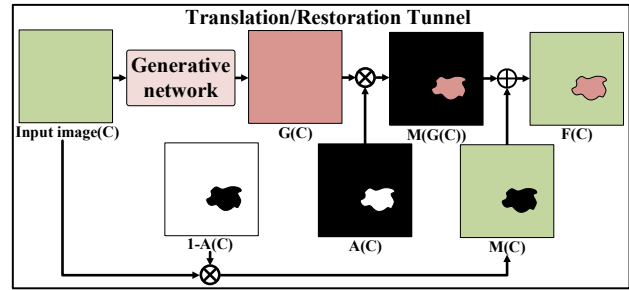 Translation/Restoration Tunnel
Generative
network
Input image(C)
G(C)
M(G(C))
F(C)
1-A(C)
A(C)
M(C)